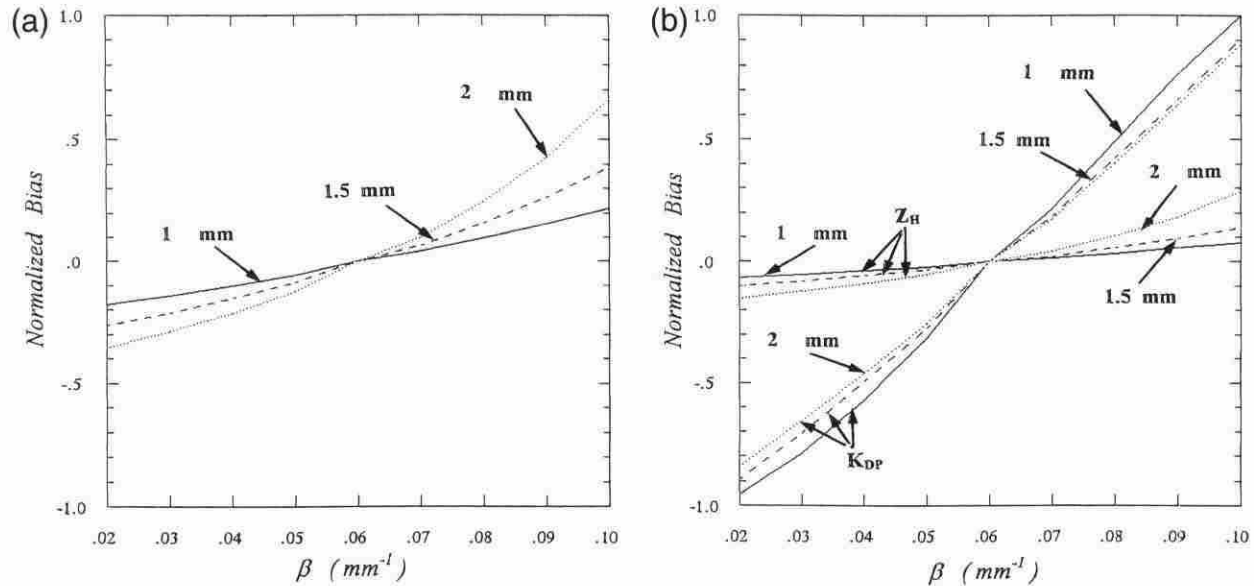 (a)
1.0
.5
.0
-.5
-1.0
Normalized Bias
2 mm
1.5 mm
1 mm
.02 .03 .04 .05 .06 .07 .08 .09 .10
β ( mm⁻¹ )
(b)
1.0
.5
.0
-.5
-1.0
Normalized Bias
1 mm
1.5 mm
2 mm
Z_H
1 mm
1.5 mm
2 mm
K_DP
.02 .03 .04 .05 .06 .07 .08 .09 .10
β ( mm⁻¹ )